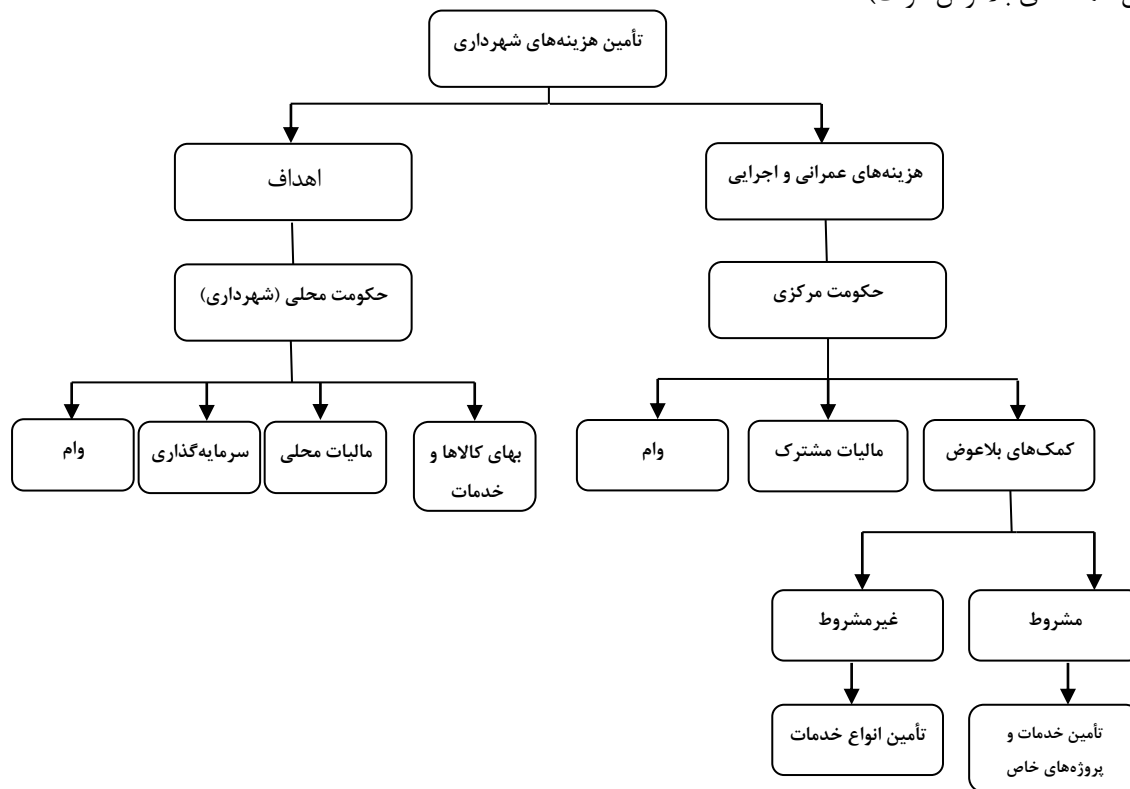 تأمین هزینه‌های شهرداری
هزینه‌های عمرانی و اجرایی
اهداف
حکومت مرکزی
حکومت محلی (شهرداری)
کمک‌های بلاعوض
مالیات مشترک
وام
بهای کالاها و
خدمات
مالیات محلی
سرمایه‌گذاری
وام
مشروط
غیرمشروط
تأمین خدمات و
پروژه‌های خاص
تأمین انواع خدمات